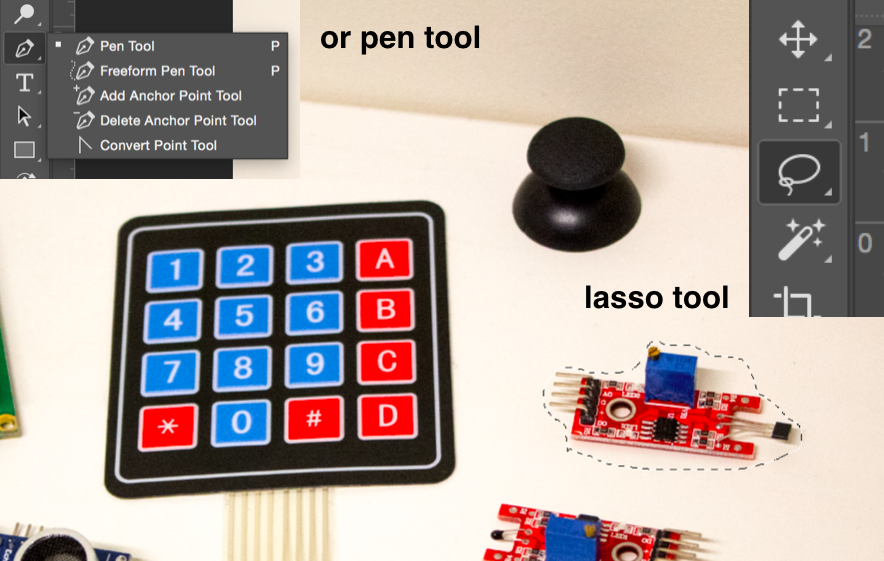 or pen tool
Pen Tool P
Freeform Pen Tool P
Add Anchor Point Tool
Delete Anchor Point Tool
Convert Point Tool
T
2
1
0
lasso tool
1 2 3 A
4 5 6 B
7 8 9 C
* 0 # D